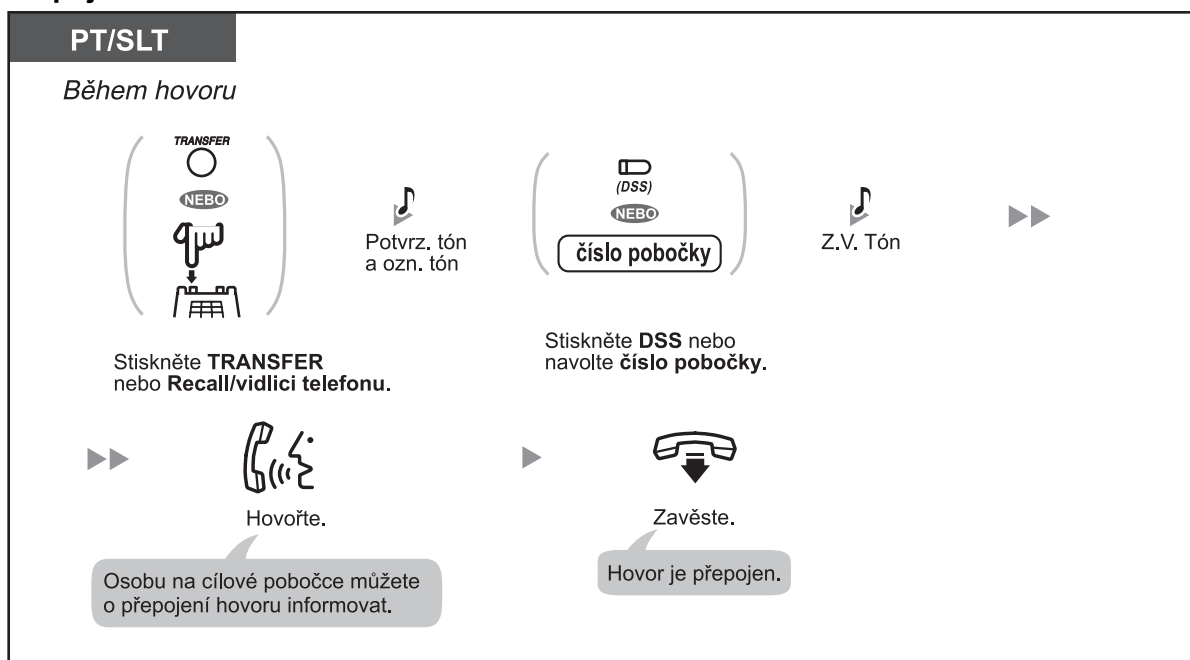 PT/SLT
Během hovoru
TRANSFER
NEBO
Potvrz. tón
a ozn. tón
(DSS)
NEBO
číslo pobočky
Z.V. Tón
Stiskněte TRANSFER
nebo Recall/vidlici telefonu.
Stiskněte DSS nebo
navolte číslo pobočky.
Hovořte.
Osobu na cílové pobočce můžete
o přepojení hovoru informovat.
Zavěste.
Hovor je přepojen.